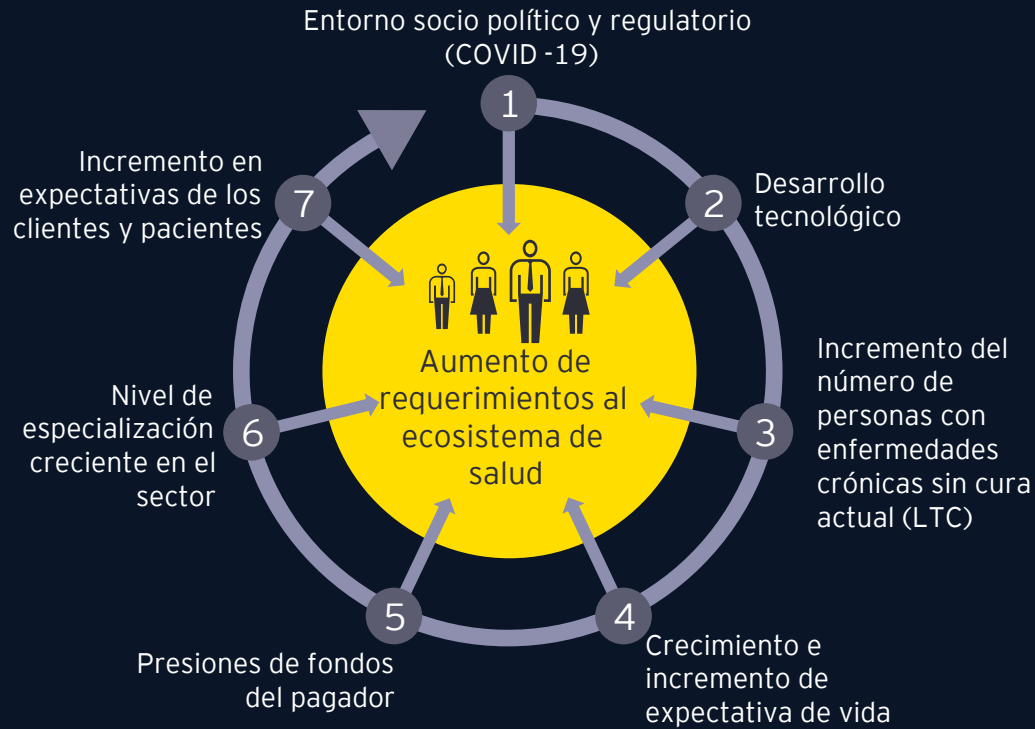 Entorno socio político y regulatorio
(COVID -19)
1
2
Desarrollo
tecnológico
3
Incremento del
número de
personas con
enfermedades
crónicas sin cura
actual (LTC)
4
Crecimiento e
incremento de
expectativa de vida
5
Presiones de fondos
del pagador
6
Nivel de
especialización
creciente en el
sector
7
Incremento en
expectativas de los
clientes y pacientes
Aumento de
requerimientos al
ecosistema de
salud